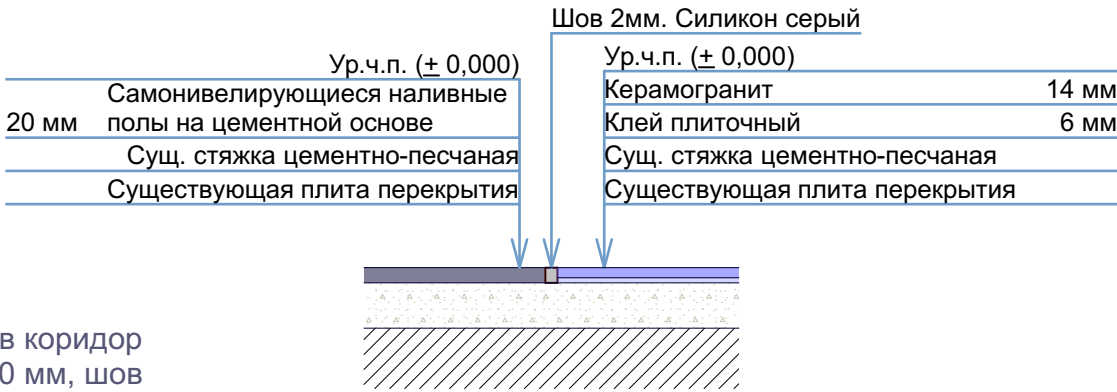 Шов 2мм. Силикон серый
Ур.ч.п. (± 0,000)
Самонивелирующиеся наливные
20 мм полы на цементной основе
Сущ. стяжка цементно-песчаная
Существующая плита перекрытия
Ур.ч.п. (± 0,000)
Керамогранит 14 мм
Клей плиточный 6 мм
Сущ. стяжка цементно-песчаная
Существующая плита перекрытия
в коридор
0 мм, шов